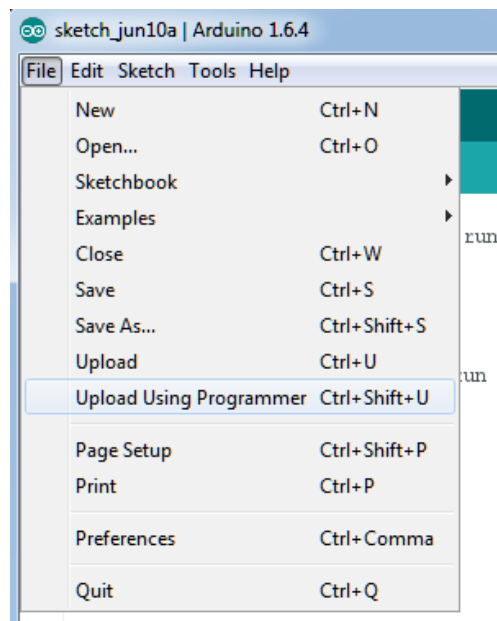 sketch_jun10a | Arduino 1.6.4
File Edit Sketch Tools Help
New Ctrl+N
Open... Ctrl+O
Sketchbook
Examples
Close Ctrl+W
run
Save Ctrl+S
Save As... Ctrl+Shift+S
Upload Ctrl+U
un
Upload Using Programmer Ctrl+Shift+U
Page Setup Ctrl+Shift+P
Print Ctrl+P
Preferences Ctrl+Comma
Quit Ctrl+Q